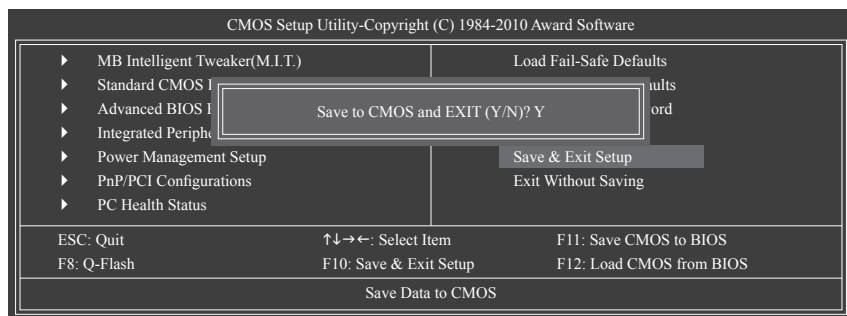 CMOS Setup Utility-Copyright (C) 1984-2010 Award Software
MB Intelligent Tweaker(M.I.T.)
Standard CMOS
Advanced BIOS
Integrated
Power Management Setup
PnP/PCI Configurations
PC Health Status
Load Fail-Safe Defaults
Save & Exit Setup
Exit Without Saving
Save to CMOS and EXIT (Y/N)? Y
ESC: Quit ↑↓→←: Select Item F11: Save CMOS to BIOS
F8: Q-Flash F10: Save & Exit Setup F12: Load CMOS from BIOS
Save Data to CMOS